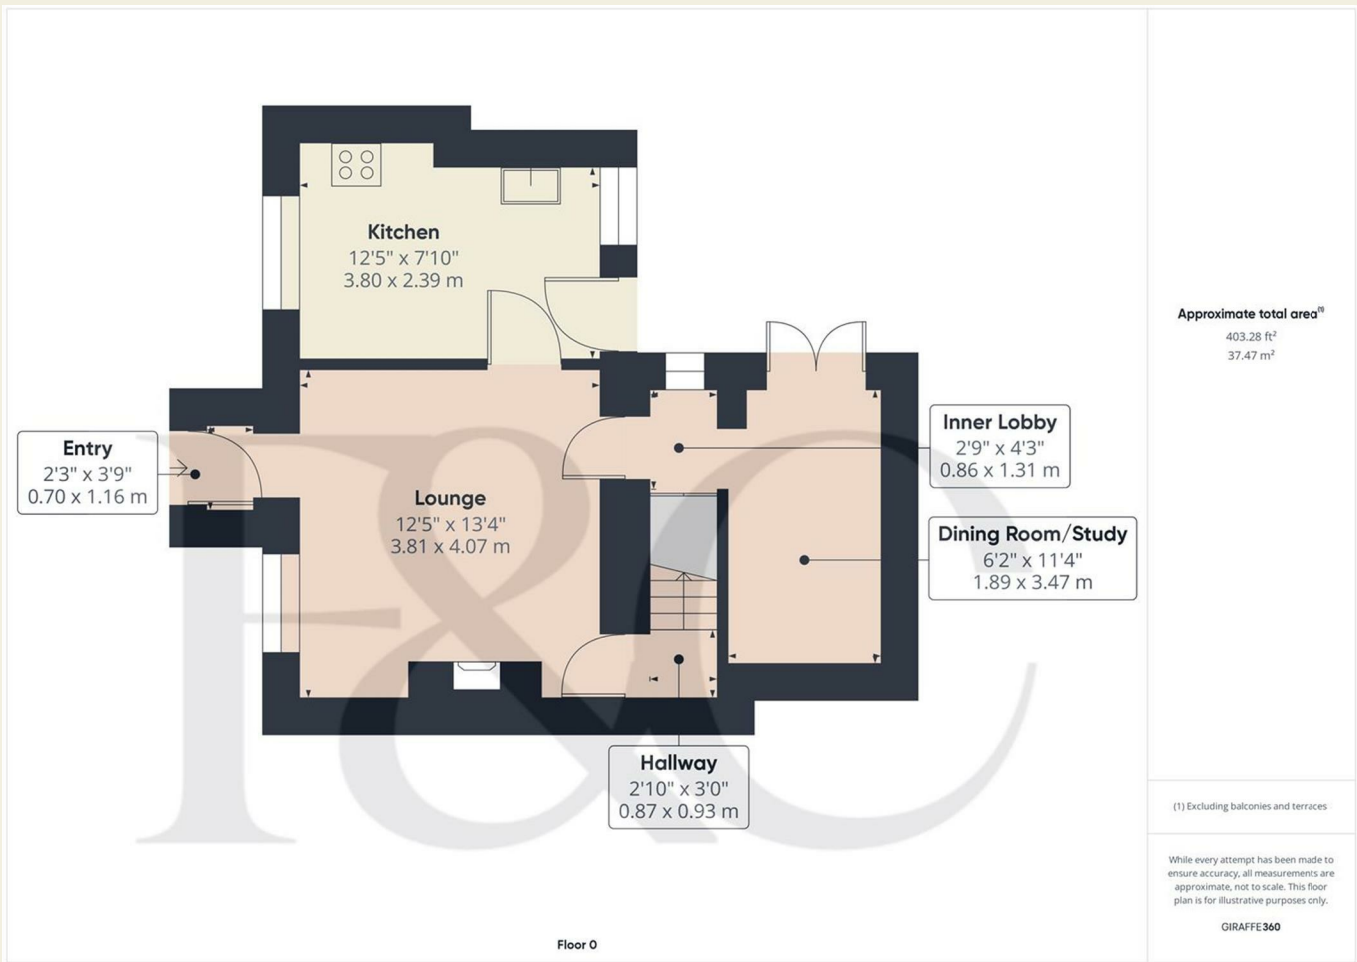 Kitchen
12'5" x 7'10"
3.80 x 2.39 m
Entry
2'3" x 3'9"
0.70 x 1.16 m
Lounge
12'5" x 13'4"
3.81 x 4.07 m
Inner Lobby
2'9" x 4'3"
0.86 x 1.31 m
Dining Room/Study
6'2" x 11'4"
1.89 x 3.47 m
Hallway
2'10" x 3'0"
0.87 x 0.93 m
F&C
Floor 0
Approximate total area(1)
403.28 ft²
37.47 m²
(1) Excluding balconies and terraces
While every attempt has been made to
ensure accuracy, all measurements are
approximate, not to scale. This floor
plan is for illustrative purposes only.
GIRAFFE360